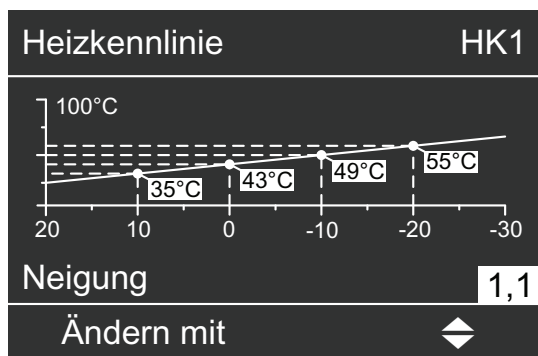 Heizkennlinie HK1
100°C
35°C 43°C 49°C 55°C
20 10 0 -10 -20 -30
Neigung 1,1
Ändern mit